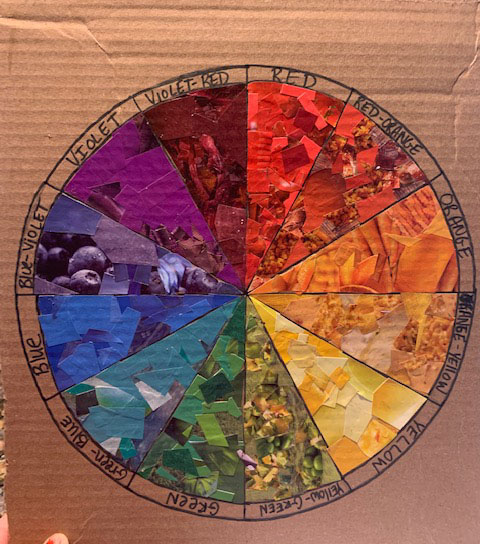 RED
RED-ORANGE
ORANGE
ORANGE-YELLOW
YELLOW
YELLOW-GREEN
GREEN
GREEN-BLUE
BLUE
BLUE-VIOLET
VIOLET
VIOLET-RED